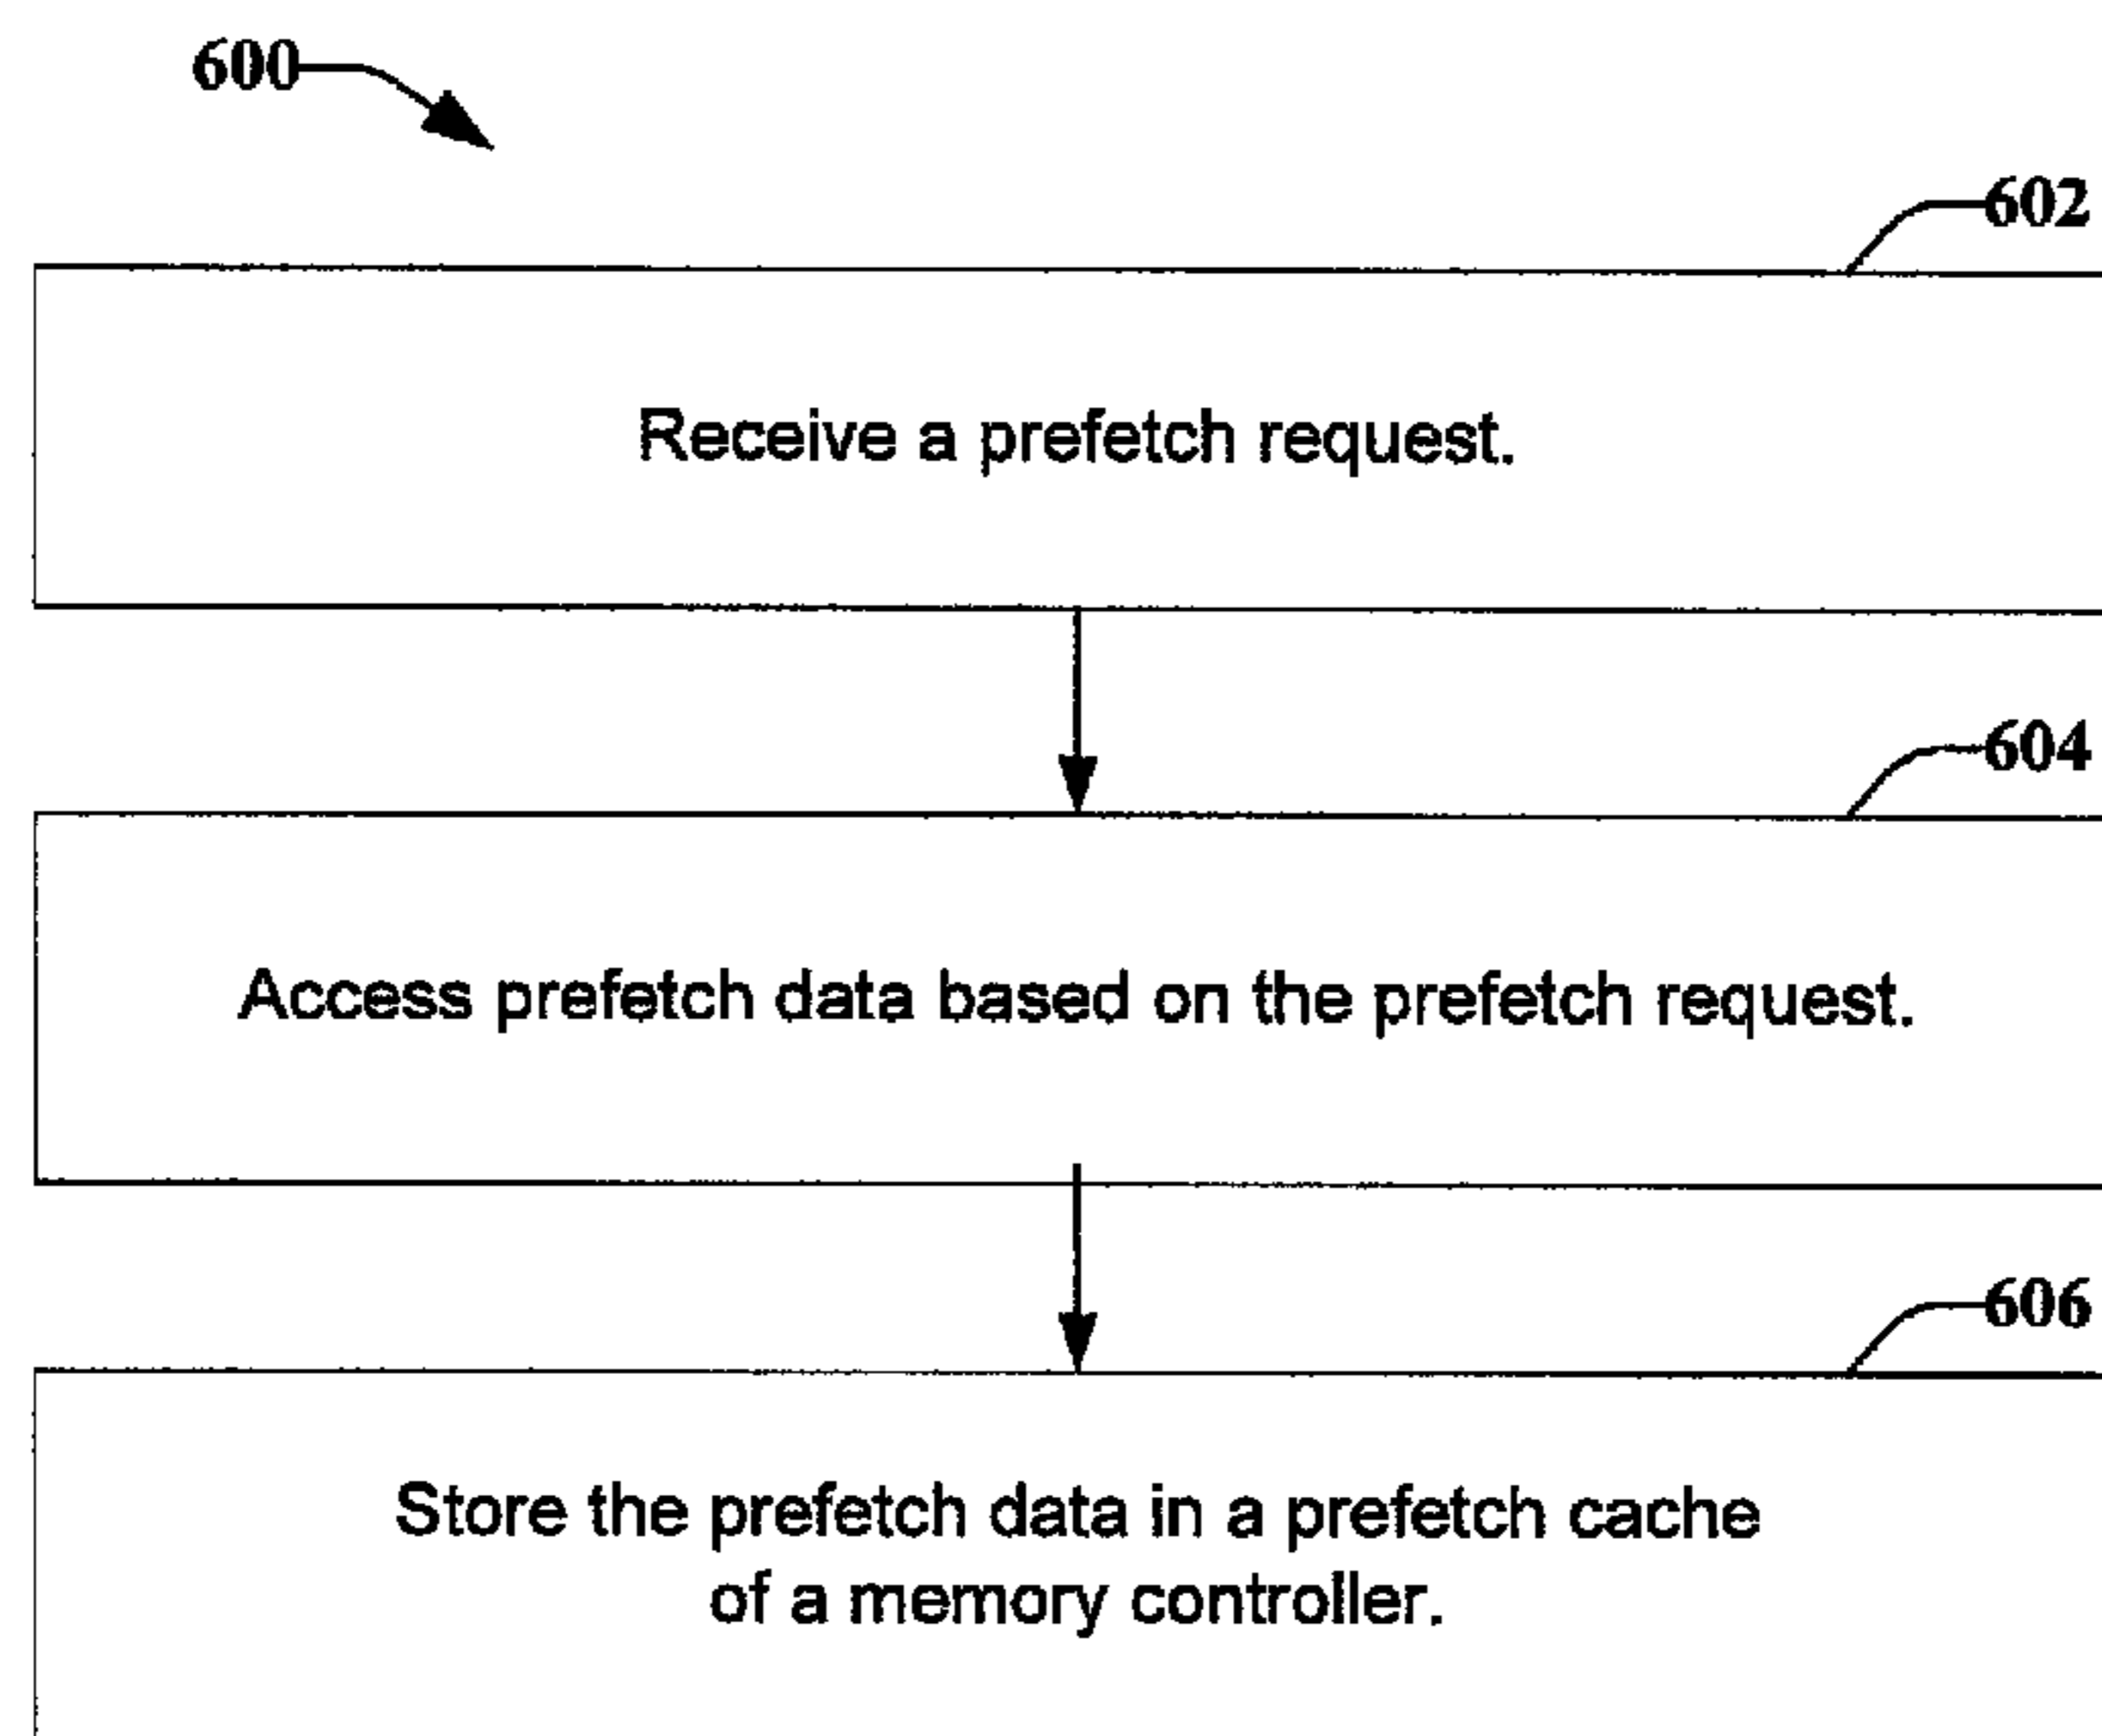 600
602
Receive a prefetch request.
604
Access prefetch data based on the prefetch request.
606
Store the prefetch data in a prefetch cache
of a memory controller.